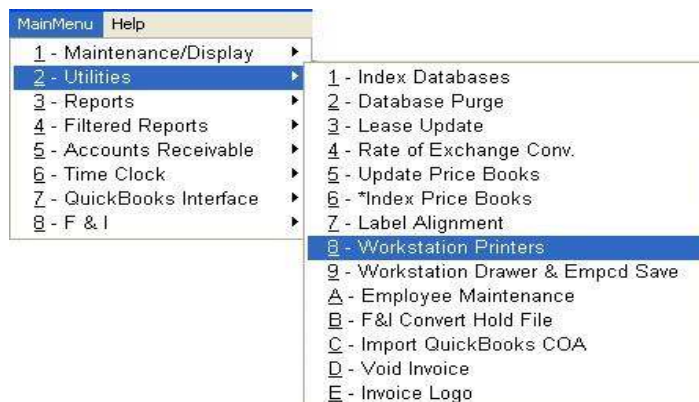 MainMenu Help
1 - Maintenance/Display
2 - Utilities
3 - Reports
4 - Filtered Reports
5 - Accounts Receivable
6 - Time Clock
7 - QuickBooks Interface
8 - F & I
1 - Index Databases
2 - Database Purge
3 - Lease Update
4 - Rate of Exchange Conv.
5 - Update Price Books
6 - *Index Price Books
7 - Label Alignment
8 - Workstation Printers
9 - Workstation Drawer & Empcd Save
A - Employee Maintenance
B - F&I Convert Hold File
C - Import QuickBooks COA
D - Void Invoice
E - Invoice Logo